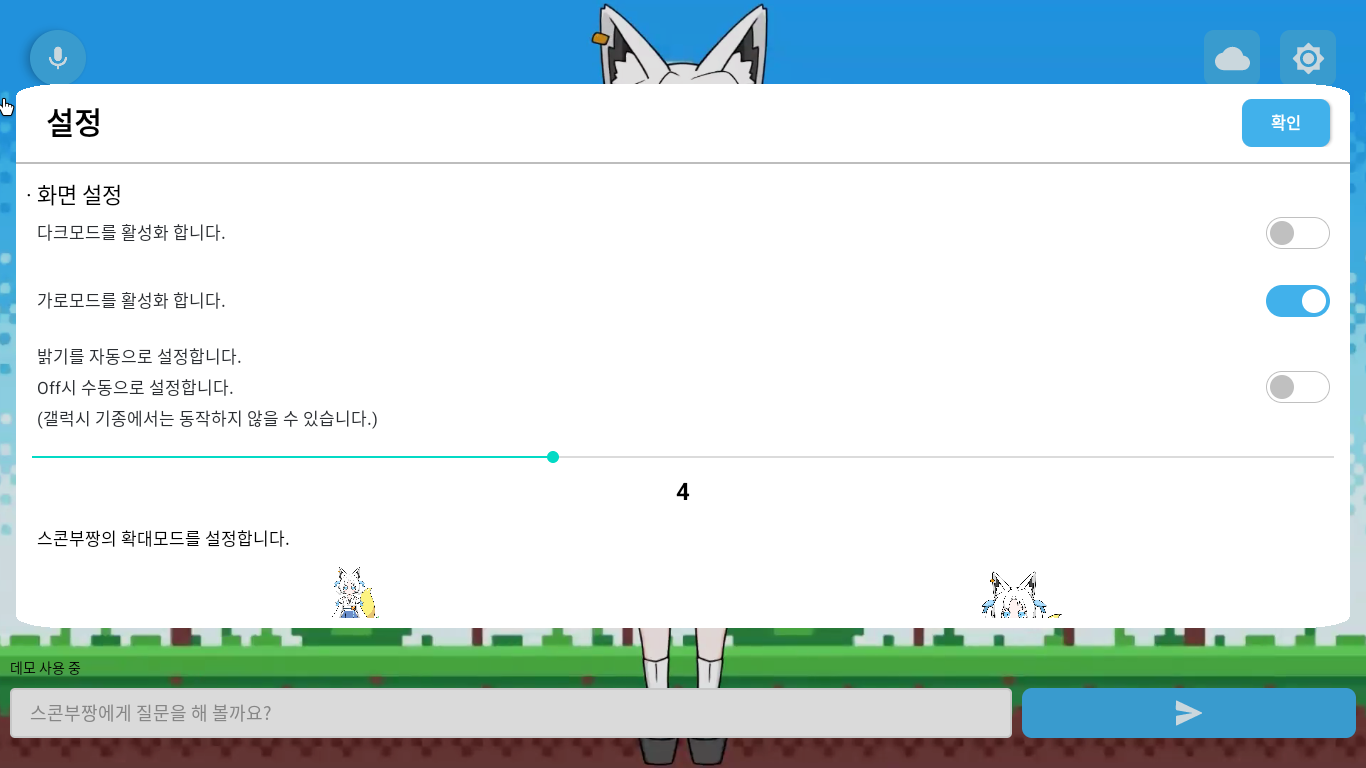 설정
확인
· 화면 설정
다크모드를 활성화 합니다.
가로모드를 활성화 합니다.
밝기를 자동으로 설정합니다.
Off시 수동으로 설정합니다.
(갤럭시 기종에서는 동작하지 않을 수 있습니다.)
4
스콘부짱의 확대모드를 설정합니다.
데모 사용 중
스콘부짱에게 질문을 해 볼까요?